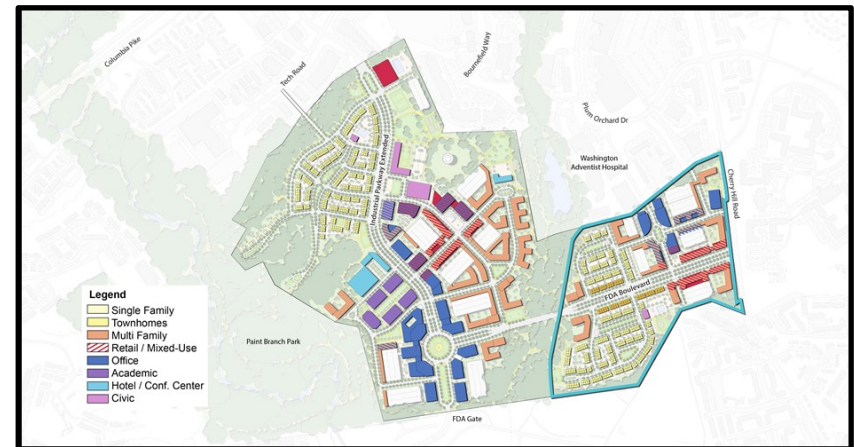 Columbia Pike
Tech Road
Bournefield Way
Plum Orchard Dr
Washington
Adventist Hospital
Cherry Hill Road
Industrial Parkway Extended
FDA Boulevard
Paint Branch Park
FDA Gate
Legend
Single Family
Townhomes
Multi Family
Retail / Mixed-Use
Office
Academic
Hotel / Conf. Center
Civic